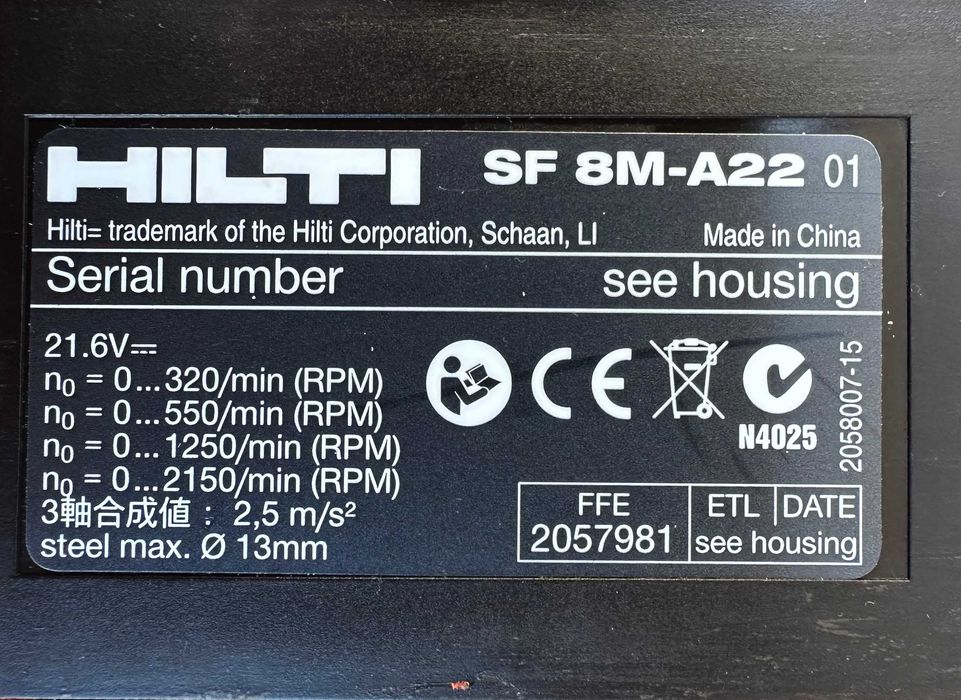 HILTI SF 8M-A22 01
Hilti= trademark of the Hilti Corporation, Schaan, LI Made in China
Serial number see housing
21.6V⎓
n0 = 0...320/min (RPM)
n0 = 0...550/min (RPM)
n0 = 0...1250/min (RPM)
n0 = 0...2150/min (RPM)
3軸合成値： 2,5 m/s²
steel max. Ø 13mm
CE
N4025
2058007-15
FFE
2057981
ETL DATE
see housing